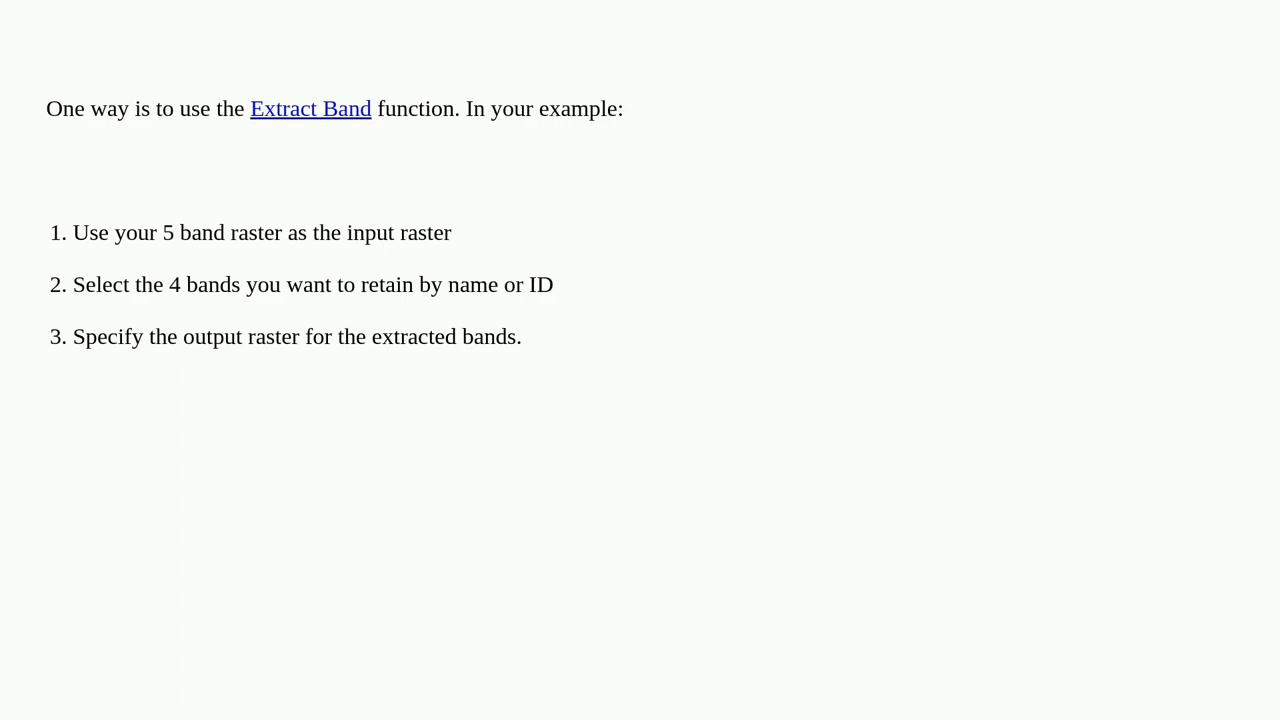 One way is to use the Extract Band function. In your example:
1. Use your 5 band raster as the input raster
2. Select the 4 bands you want to retain by name or ID
3. Specify the output raster for the extracted bands.